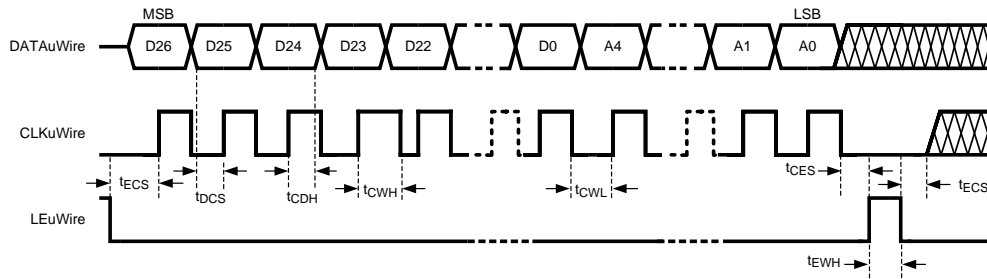 MSB
LSB
DATAuWire
D26
D25
D24
D23
D22
D0
A4
A1
A0
CLKuWire
tECS
tDCS
tCDH
tCWH
tCWL
tCES
tECS
LEuWire
tEWH